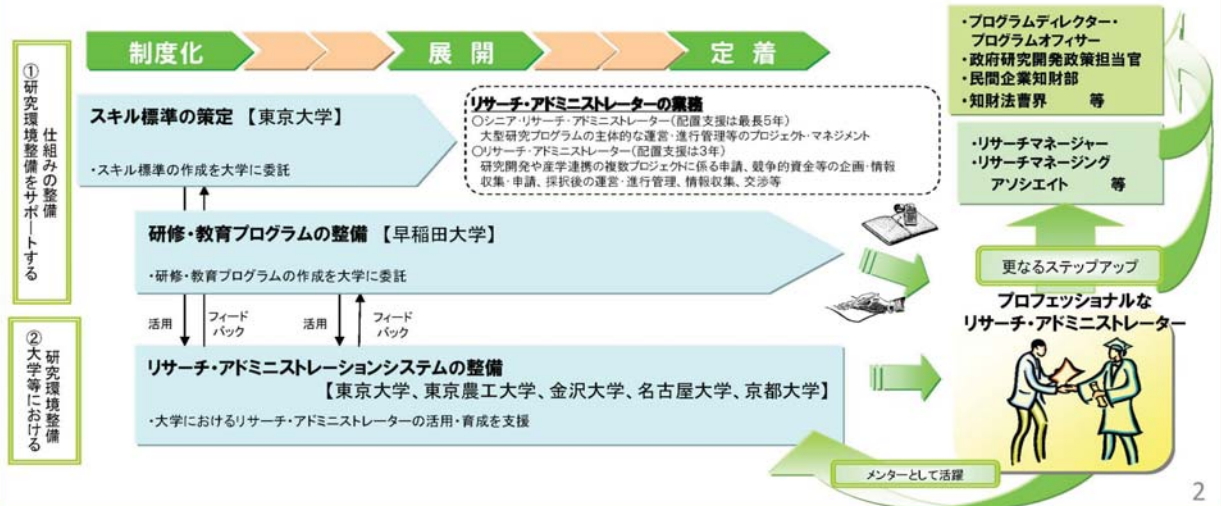 制度化
展開
定着
①研究環境整備をサポートする
仕組みの整備
スキル標準の策定 【東京大学】
・スキル標準の作成を大学に委託
リサーチ・アドミニストレーターの業務
○シニア・リサーチ・アドミニストレーター(配置支援は最長5年)
大型研究プログラムの主体的な運営・進行管理等のプロジェクト・マネジメント
○リサーチ・アドミニストレーター(配置支援は3年)
研究開発や産学連携の複数プロジェクトに係る申請、競争的資金等の企画・情報
収集・申請、採択後の運営・進行管理、情報収集、交渉等
研修・教育プログラムの整備 【早稲田大学】
・研修・教育プログラムの作成を大学に委託
活用
フィード
バック
活用
フィード
バック
②大学等における
研究環境整備
リサーチ・アドミニストレーションシステムの整備
【東京大学、東京農工大学、金沢大学、名古屋大学、京都大学】
・大学におけるリサーチ・アドミニストレーターの活用・育成を支援
・プログラムディレクター・
プログラムオフィサー
・政府研究開発政策担当官
・民間企業知財部
・知財法曹界 等
・リサーチマネージャー
・リサーチマネージング
アソシエイト 等
更なるステップアップ
プロフェッショナルな
リサーチ・アドミニストレーター
メンターとして活躍
2